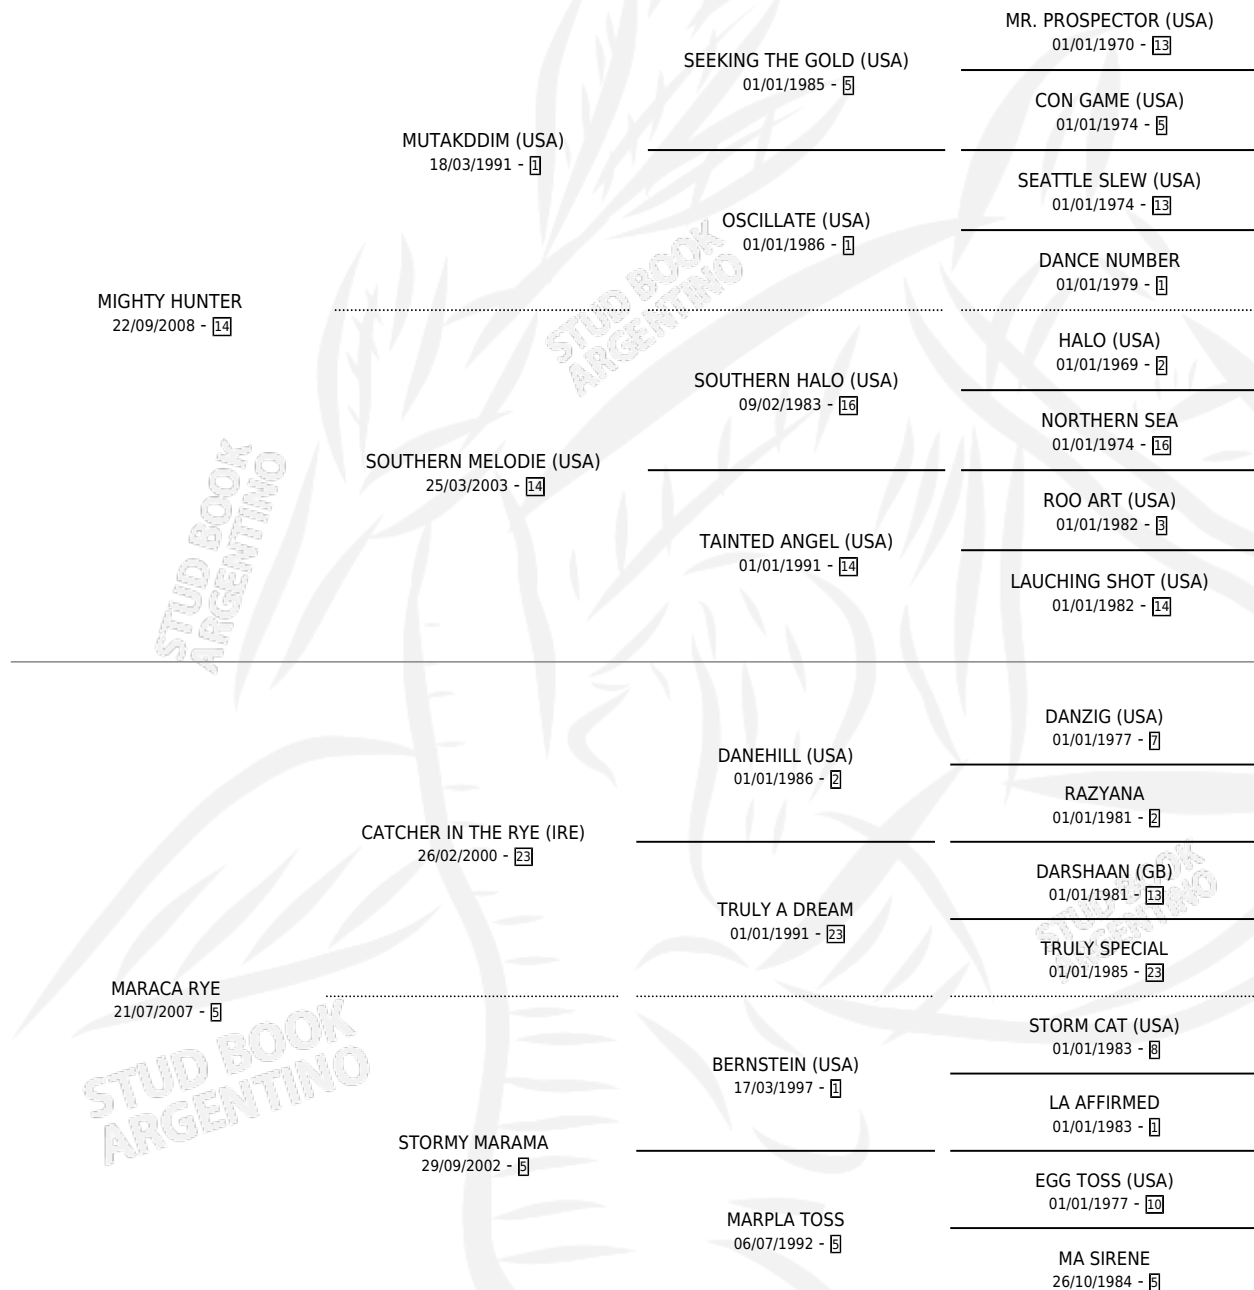 MR. PROSPECTOR (USA)
01/01/1970 - 13
SEEKING THE GOLD (USA)
01/01/1985 - 5
CON GAME (USA)
01/01/1974 - 5
MUTAKDDIM (USA)
18/03/1991 - 1
SEATTLE SLEW (USA)
01/01/1974 - 13
OSCILLATE (USA)
01/01/1986 - 1
DANCE NUMBER
01/01/1979 - 1
MIGHTY HUNTER
22/09/2008 - 14
HALO (USA)
01/01/1969 - 2
SOUTHERN HALO (USA)
09/02/1983 - 16
NORTHERN SEA
01/01/1974 - 16
SOUTHERN MELODIE (USA)
25/03/2003 - 14
ROO ART (USA)
01/01/1982 - 3
TAINTED ANGEL (USA)
01/01/1991 - 14
LAUCHING SHOT (USA)
01/01/1982 - 14
STUD BOOK
ARGENTINO
STUD BOOK
ARGENTINO
DANZIG (USA)
01/01/1977 - 7
DANEHILL (USA)
01/01/1986 - 2
RAZYANA
01/01/1981 - 2
CATCHER IN THE RYE (IRE)
26/02/2000 - 23
DARSHAAN (GB)
01/01/1981 - 13
TRULY A DREAM
01/01/1991 - 23
TRULY SPECIAL
01/01/1985 - 23
MARACA RYE
21/07/2007 - 5
STORM CAT (USA)
01/01/1983 - 8
BERNSTEIN (USA)
17/03/1997 - 1
LA AFFIRMED
01/01/1983 - 1
STORMY MARAMA
29/09/2002 - 5
EGG TOSS (USA)
01/01/1977 - 10
MARPLA TOSS
06/07/1992 - 5
MA SIRENE
26/10/1984 - 5
STUD BOOK
ARGENTINO
STUD BOOK
ARGENTINO